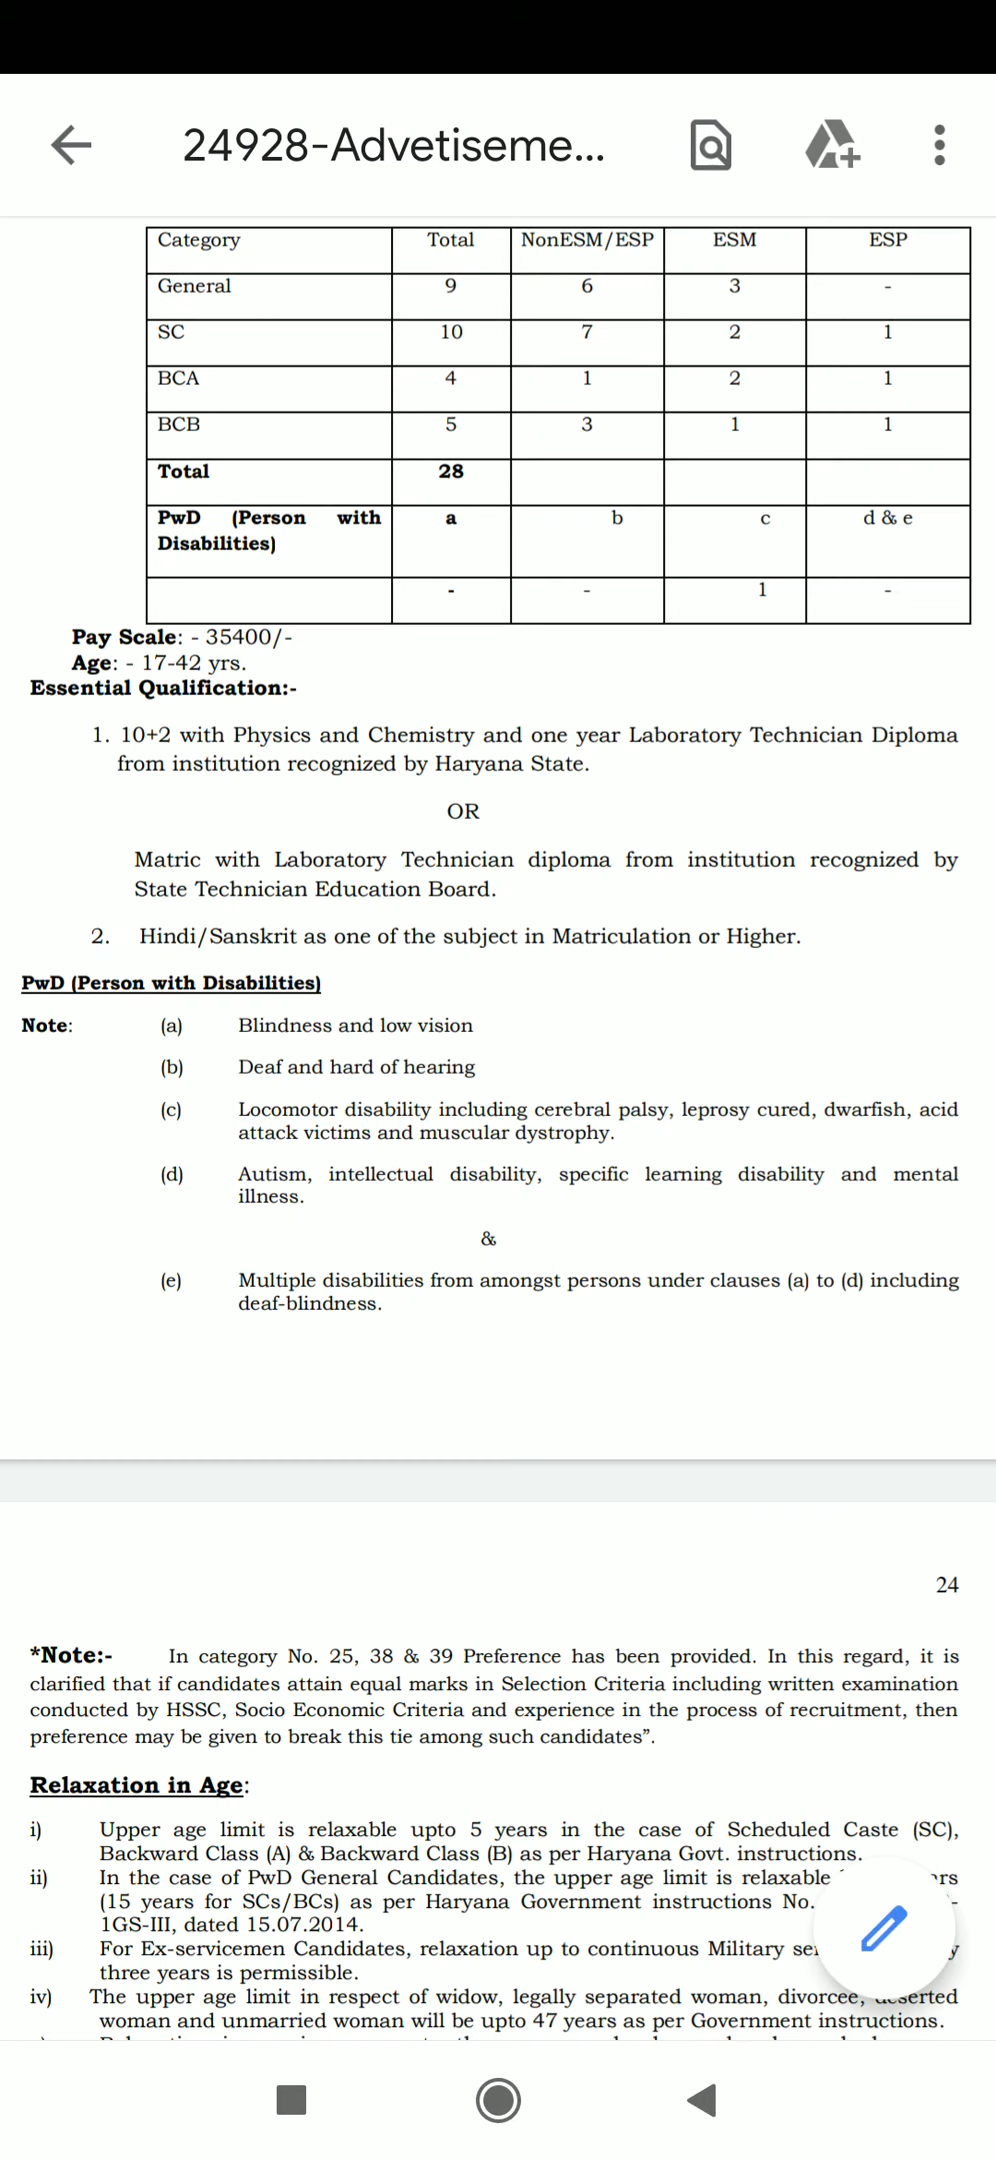 24928-Advetiseme...
Category Total NonESM/ESP ESM ESP
General 9 6 3 -
SC 10 7 2 1
BCA 4 1 2 1
BCB 5 3 1 1
Total 28
PwD (Person with a b c d & e
Disabilities)
- - 1 -
Pay Scale: - 35400/-
Age: - 17-42 yrs.
Essential Qualification:-
1. 10+2 with Physics and Chemistry and one year Laboratory Technician Diploma
from institution recognized by Haryana State.
OR
Matric with Laboratory Technician diploma from institution recognized by
State Technician Education Board.
2. Hindi/Sanskrit as one of the subject in Matriculation or Higher.
PwD (Person with Disabilities)
Note: (a) Blindness and low vision
(b) Deaf and hard of hearing
(c) Locomotor disability including cerebral palsy, leprosy cured, dwarfish, acid
attack victims and muscular dystrophy.
(d) Autism, intellectual disability, specific learning disability and mental
illness.
&
(e) Multiple disabilities from amongst persons under clauses (a) to (d) including
deaf-blindness.
24
*Note:- In category No. 25, 38 & 39 Preference has been provided. In this regard, it is
clarified that if candidates attain equal marks in Selection Criteria including written examination
conducted by HSSC, Socio Economic Criteria and experience in the process of recruitment, then
preference may be given to break this tie among such candidates”.
Relaxation in Age:
i) Upper age limit is relaxable upto 5 years in the case of Scheduled Caste (SC),
Backward Class (A) & Backward Class (B) as per Haryana Govt. instructions.
ii) In the case of PwD General Candidates, the upper age limit is relaxable
(15 years for SCs/BCs) as per Haryana Government instructions No.
1GS-III, dated 15.07.2014.
iii) For Ex-servicemen Candidates, relaxation up to continuous Military
three years is permissible.
iv) The upper age limit in respect of widow, legally separated woman, divorcee, deserted
woman and unmarried woman will be upto 47 years as per Government instructions.